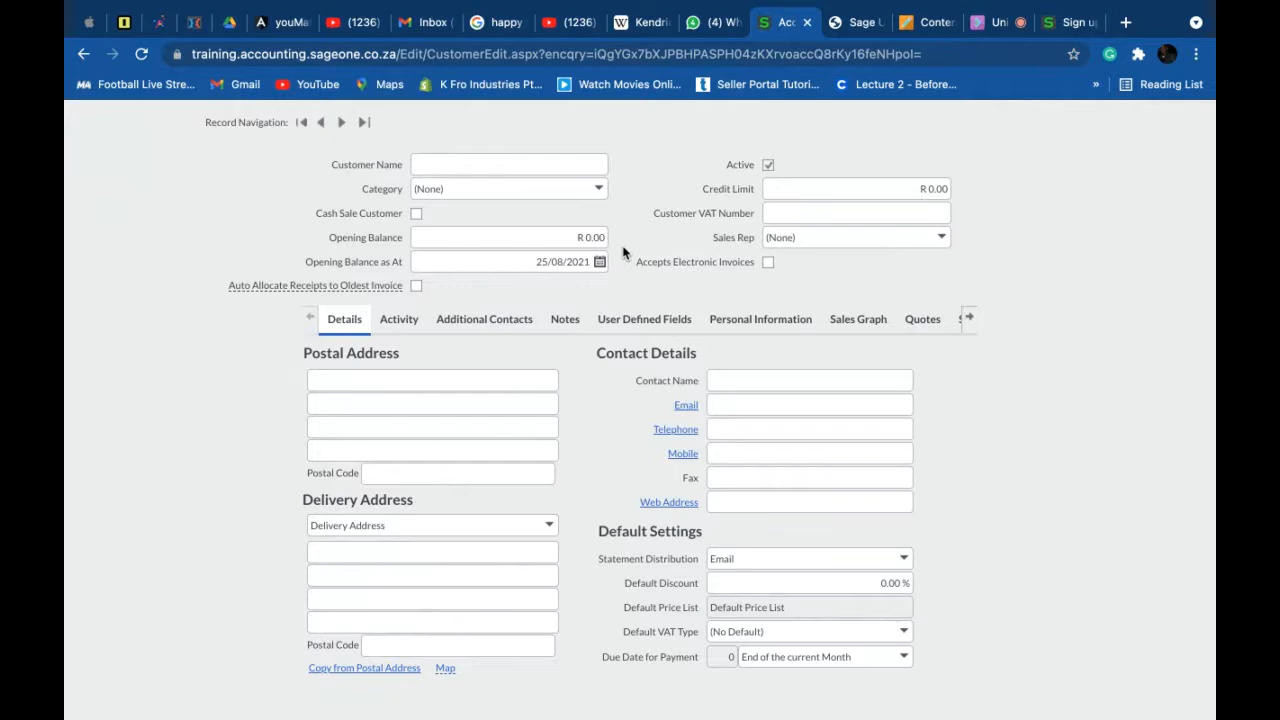 youMa
(1236)
Inbox (
happy
(1236)
Kendri
(4) Wh
Acc
Sage U
Conter
Uni
Sign up
training.accounting.sageone.co.za/Edit/CustomerEdit.aspx?encqry=iQgYGx7bXJPBHPASPH04zKXrvoaccQ8rKy16feNHpoI=
Football Live Stre...
Gmail
YouTube
Maps
K Fro Industries Pt...
Watch Movies Onli...
Seller Portal Tutori...
Lecture 2 - Before...
»
Reading List
Record Navigation:
Customer Name
Active
Category (None)
Credit Limit R 0.00
Cash Sale Customer
Customer VAT Number
Opening Balance R 0.00
Sales Rep (None)
Opening Balance as At 25/08/2021
Accepts Electronic Invoices
Auto Allocate Receipts to Oldest Invoice
Details Activity Additional Contacts Notes User Defined Fields Personal Information Sales Graph Quotes
Postal Address
Postal Code
Delivery Address
Delivery Address
Postal Code
Copy from Postal Address Map
Contact Details
Contact Name
Email
Telephone
Mobile
Fax
Web Address
Default Settings
Statement Distribution Email
Default Discount 0.00 %
Default Price List Default Price List
Default VAT Type (No Default)
Due Date for Payment 0 End of the current Month